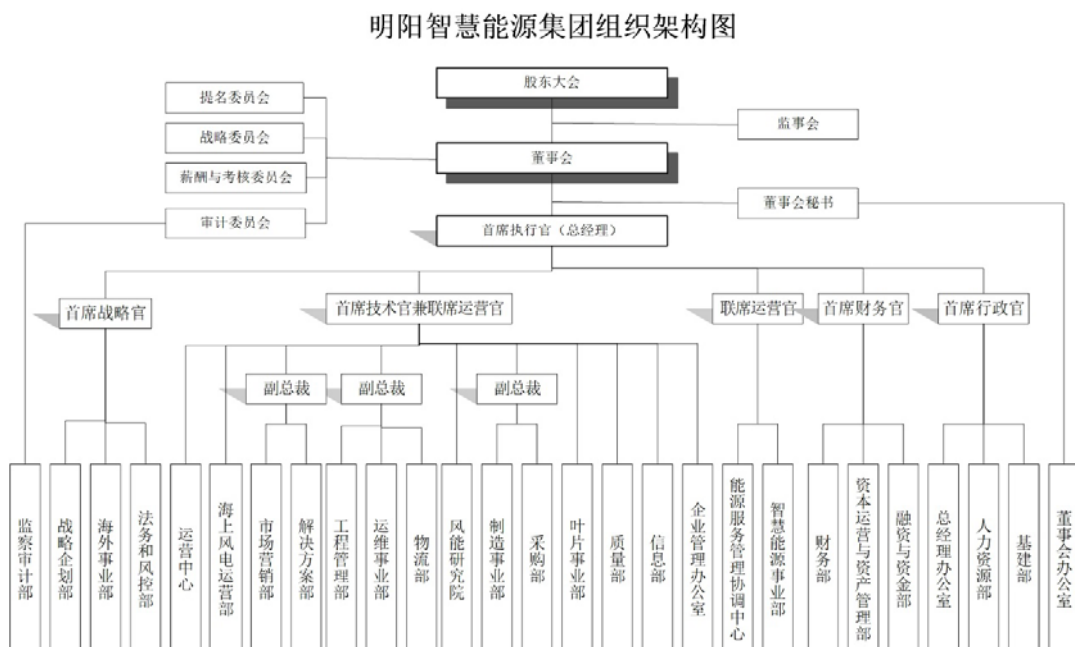 明阳智慧能源集团组织架构图
股东大会
提名委员会
监事会
战略委员会
董事会
薪酬与考核委员会
董事会秘书
审计委员会
首席执行官（总经理）
首席战略官
首席技术官兼联席运营官
联席运营官
首席财务官
首席行政官
副总裁
副总裁
副总裁
监察审计部
战略企划部
海外事业部
法务和风控部
运营中心
海上风电运营部
市场营销部
解决方案部
工程管理部
运维事业部
物流部
风能研究院
制造事业部
采购部
叶片事业部
质量部
信息部
企业管理办公室
能源服务管理协调中心
智慧能源事业部
财务部
资本运营与资产管理部
融资与资金部
总经理办公室
人力资源部
基建部
董事会办公室